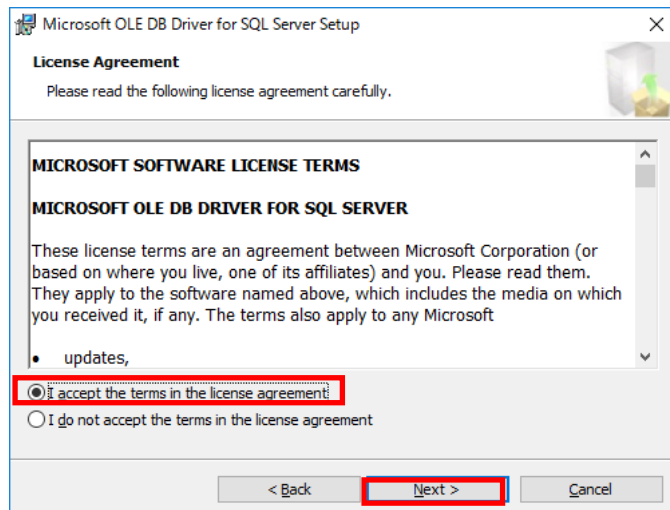 Microsoft OLE DB Driver for SQL Server Setup
License Agreement
Please read the following license agreement carefully.
MICROSOFT SOFTWARE LICENSE TERMS
MICROSOFT OLE DB DRIVER FOR SQL SERVER
These license terms are an agreement between Microsoft Corporation (or
based on where you live, one of its affiliates) and you. Please read them.
They apply to the software named above, which includes the media on which
you received it, if any. The terms also apply to any Microsoft
• updates,
I accept the terms in the license agreement
I do not accept the terms in the license agreement
< Back Next > Cancel